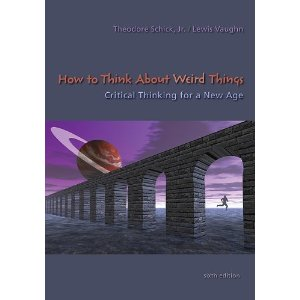 Theodore Schick, Jr. / Lewis Vaughn
How to Think About Weird Things
Critical Thinking for a New Age
sixth edition